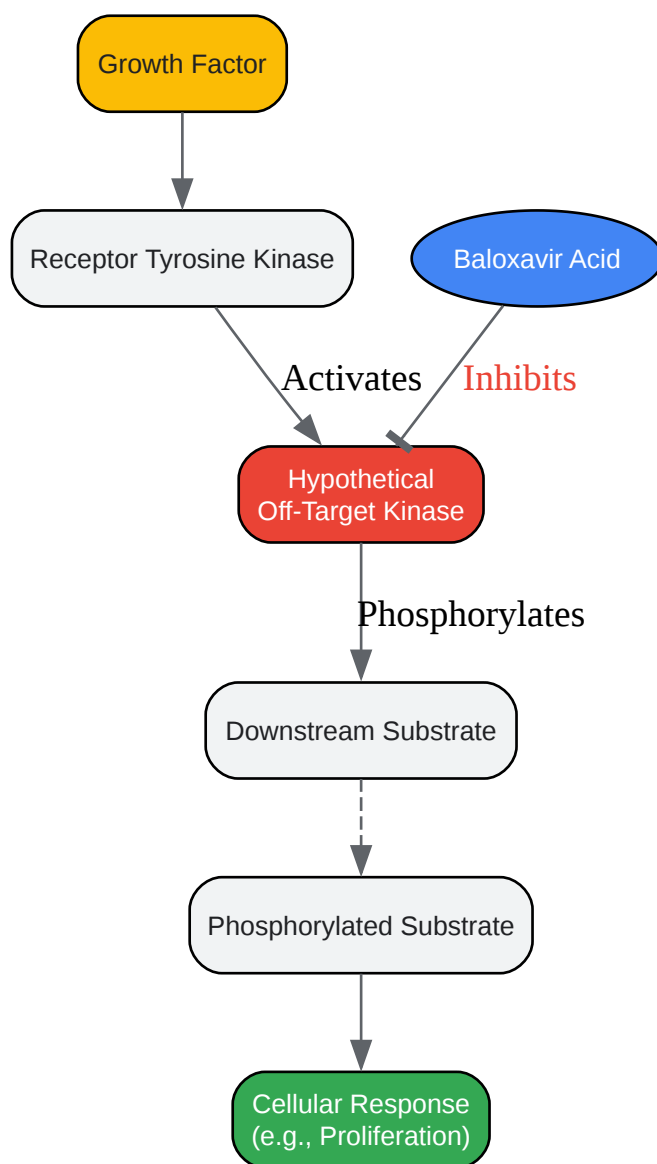 Growth Factor
Receptor Tyrosine Kinase
Baloxavir Acid
Activates
Inhibits
Hypothetical
Off-Target Kinase
Phosphorylates
Downstream Substrate
Phosphorylated Substrate
Cellular Response
(e.g., Proliferation)